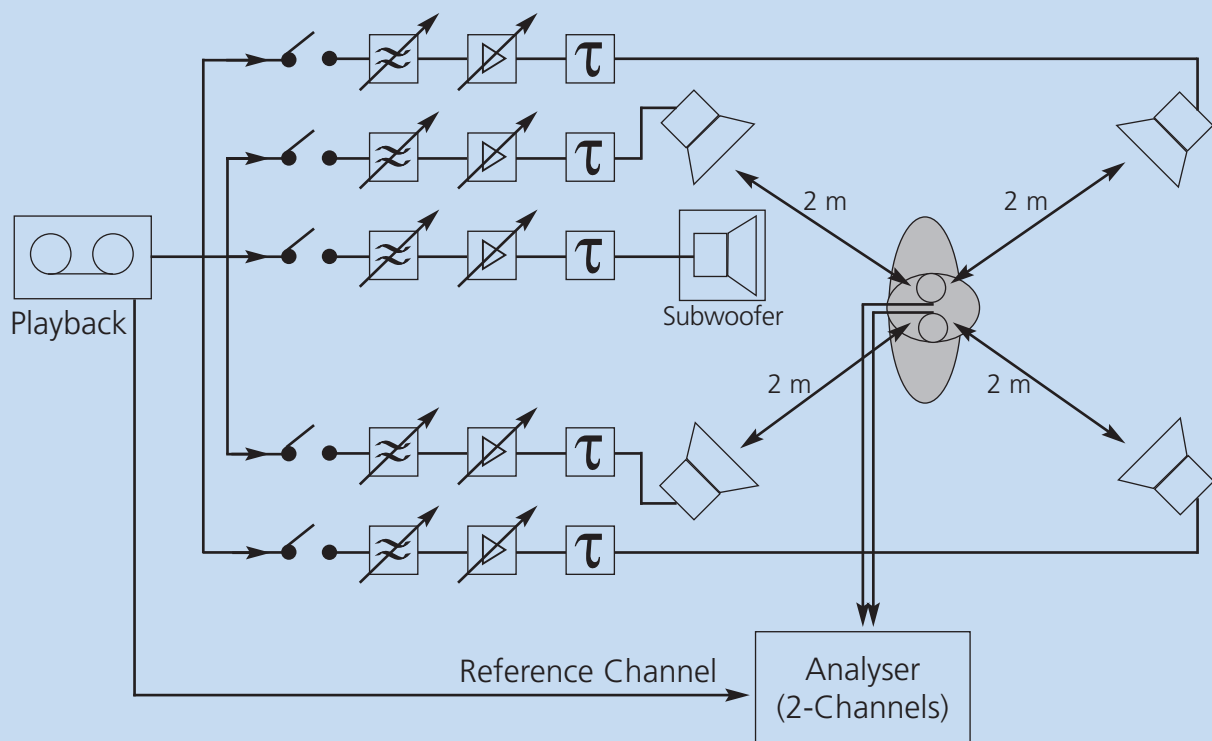 τ
τ
2 m
2 m
τ
Playback
Subwoofer
2 m
2 m
τ
τ
Reference Channel
Analyser
(2-Channels)